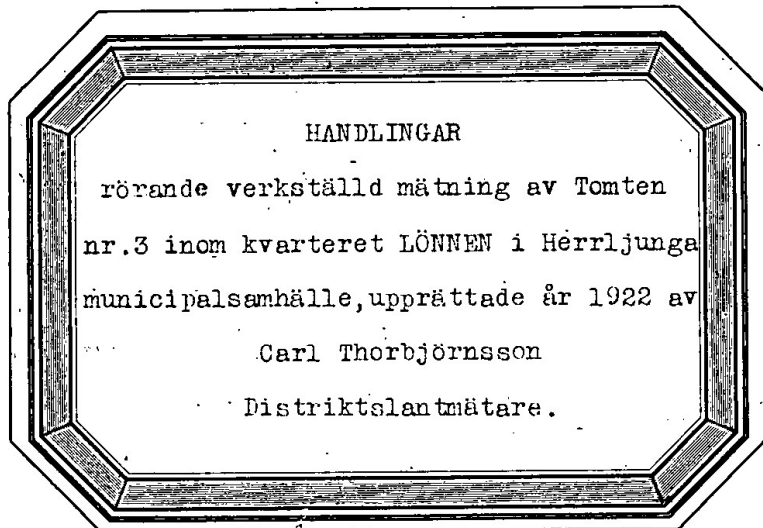 HANDLINGAR
rörande verkställd mätning av Tomten
nr.3 inom kvarteret LÖNNEN i Herrljunga
municipalsamhälle,upprättade år 1922 av
Carl Thorbjörnsson
Distriktslantmätare.